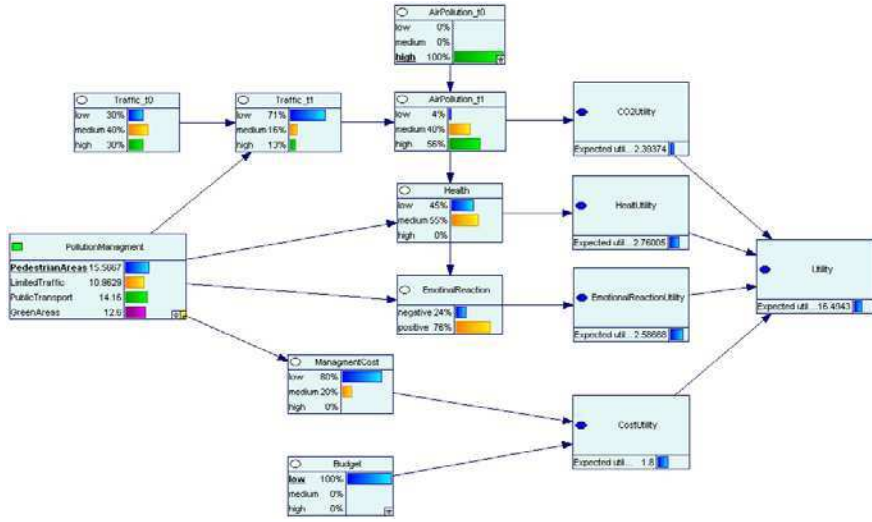 AirPollution_t0
low 0%
medium 0%
high 100%
Traffic_t0
low 30%
medium 40%
high 30%
Traffic_t1
low 71%
medium 16%
high 13%
AirPollution_t1
low 4%
medium 40%
high 56%
CO2Utility
Expected util... 2.39374
Health
low 45%
medium 55%
high 0%
HealtUtility
Expected util... 2.76005
PollutionManagment
PedestrianAreas 15.5667
LimitedTraffic 10.9629
PublicTransport 14.16
GreenAreas 12.6
Utility
Expected util... 16.4943
EmotinalReaction
negative 24%
positive 76%
EmotionalReactionUtility
Expected util... 2.58668
ManagmentCost
low 80%
medium 20%
high 0%
CostUtility
Expected util... 1.8
Budget
low 100%
medium 0%
high 0%